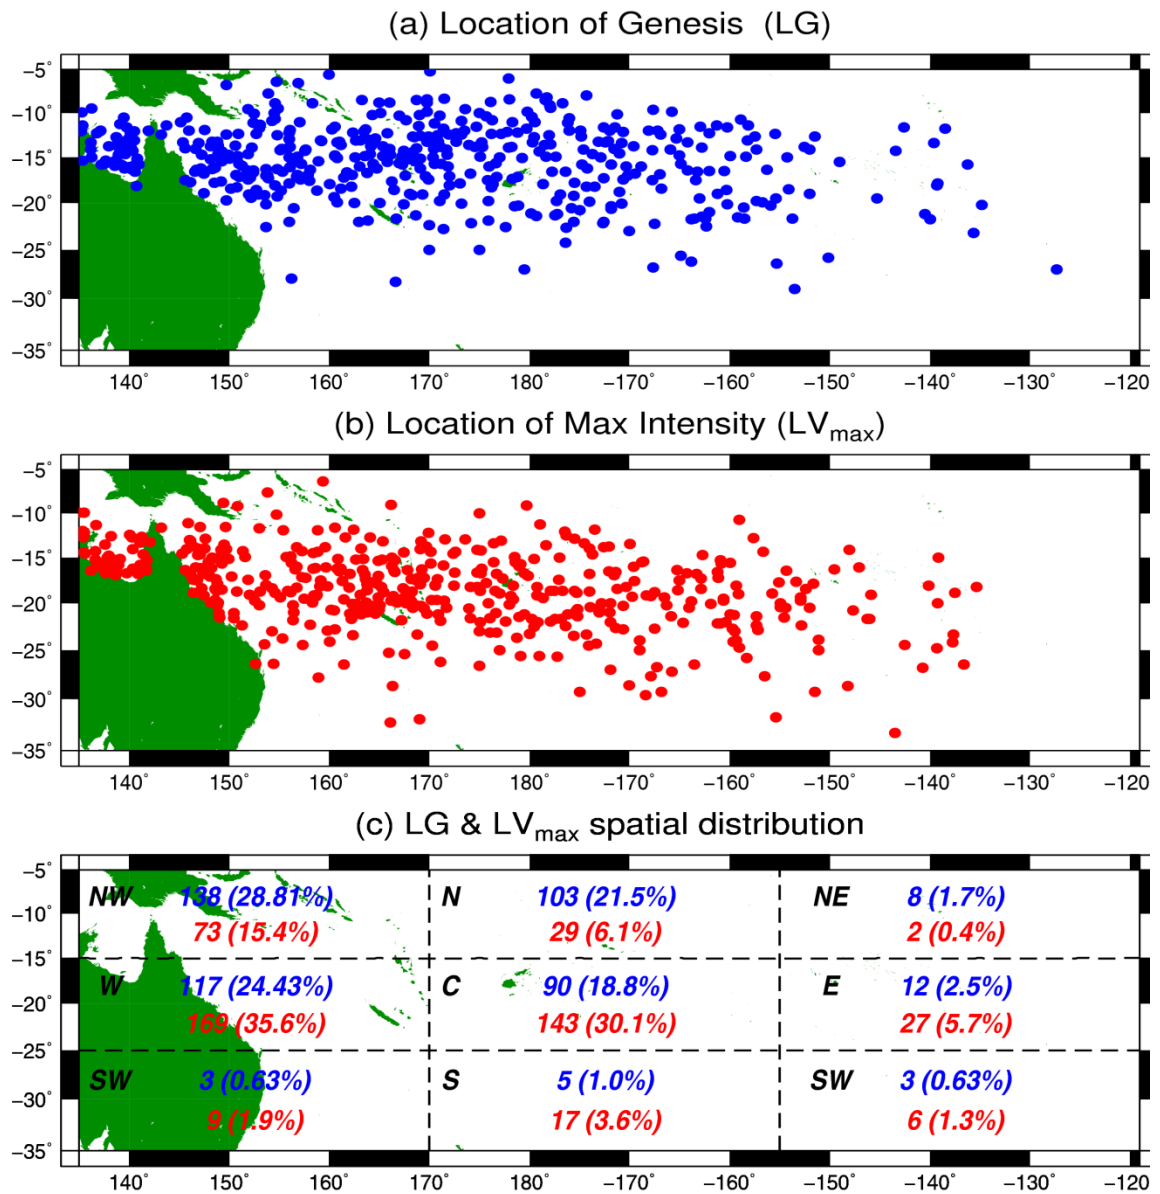 (a) Location of Genesis (LG)
−5°
−10°
−15°
−20°
−25°
−30°
−35°
140° 150° 160° 170° 180° −170° −160° −150° −140° −130° −120°
(b) Location of Max Intensity (LVmax)
−5°
−10°
−15°
−20°
−25°
−30°
−35°
140° 150° 160° 170° 180° −170° −160° −150° −140° −130° −120°
(c) LG & LVmax spatial distribution
−5°
NW 138 (28.81%) N 103 (21.5%) NE 8 (1.7%)
−10°
73 (15.4%) 29 (6.1%) 2 (0.4%)
−15°
W 117 (24.43%) C 90 (18.8%) E 12 (2.5%)
−20°
169 (35.6%) 143 (30.1%) 27 (5.7%)
−25°
SW 3 (0.63%) S 5 (1.0%) SW 3 (0.63%)
−30°
9 (1.9%) 17 (3.6%) 6 (1.3%)
−35°
140° 150° 160° 170° 180° −170° −160° −150° −140° −130° −120°